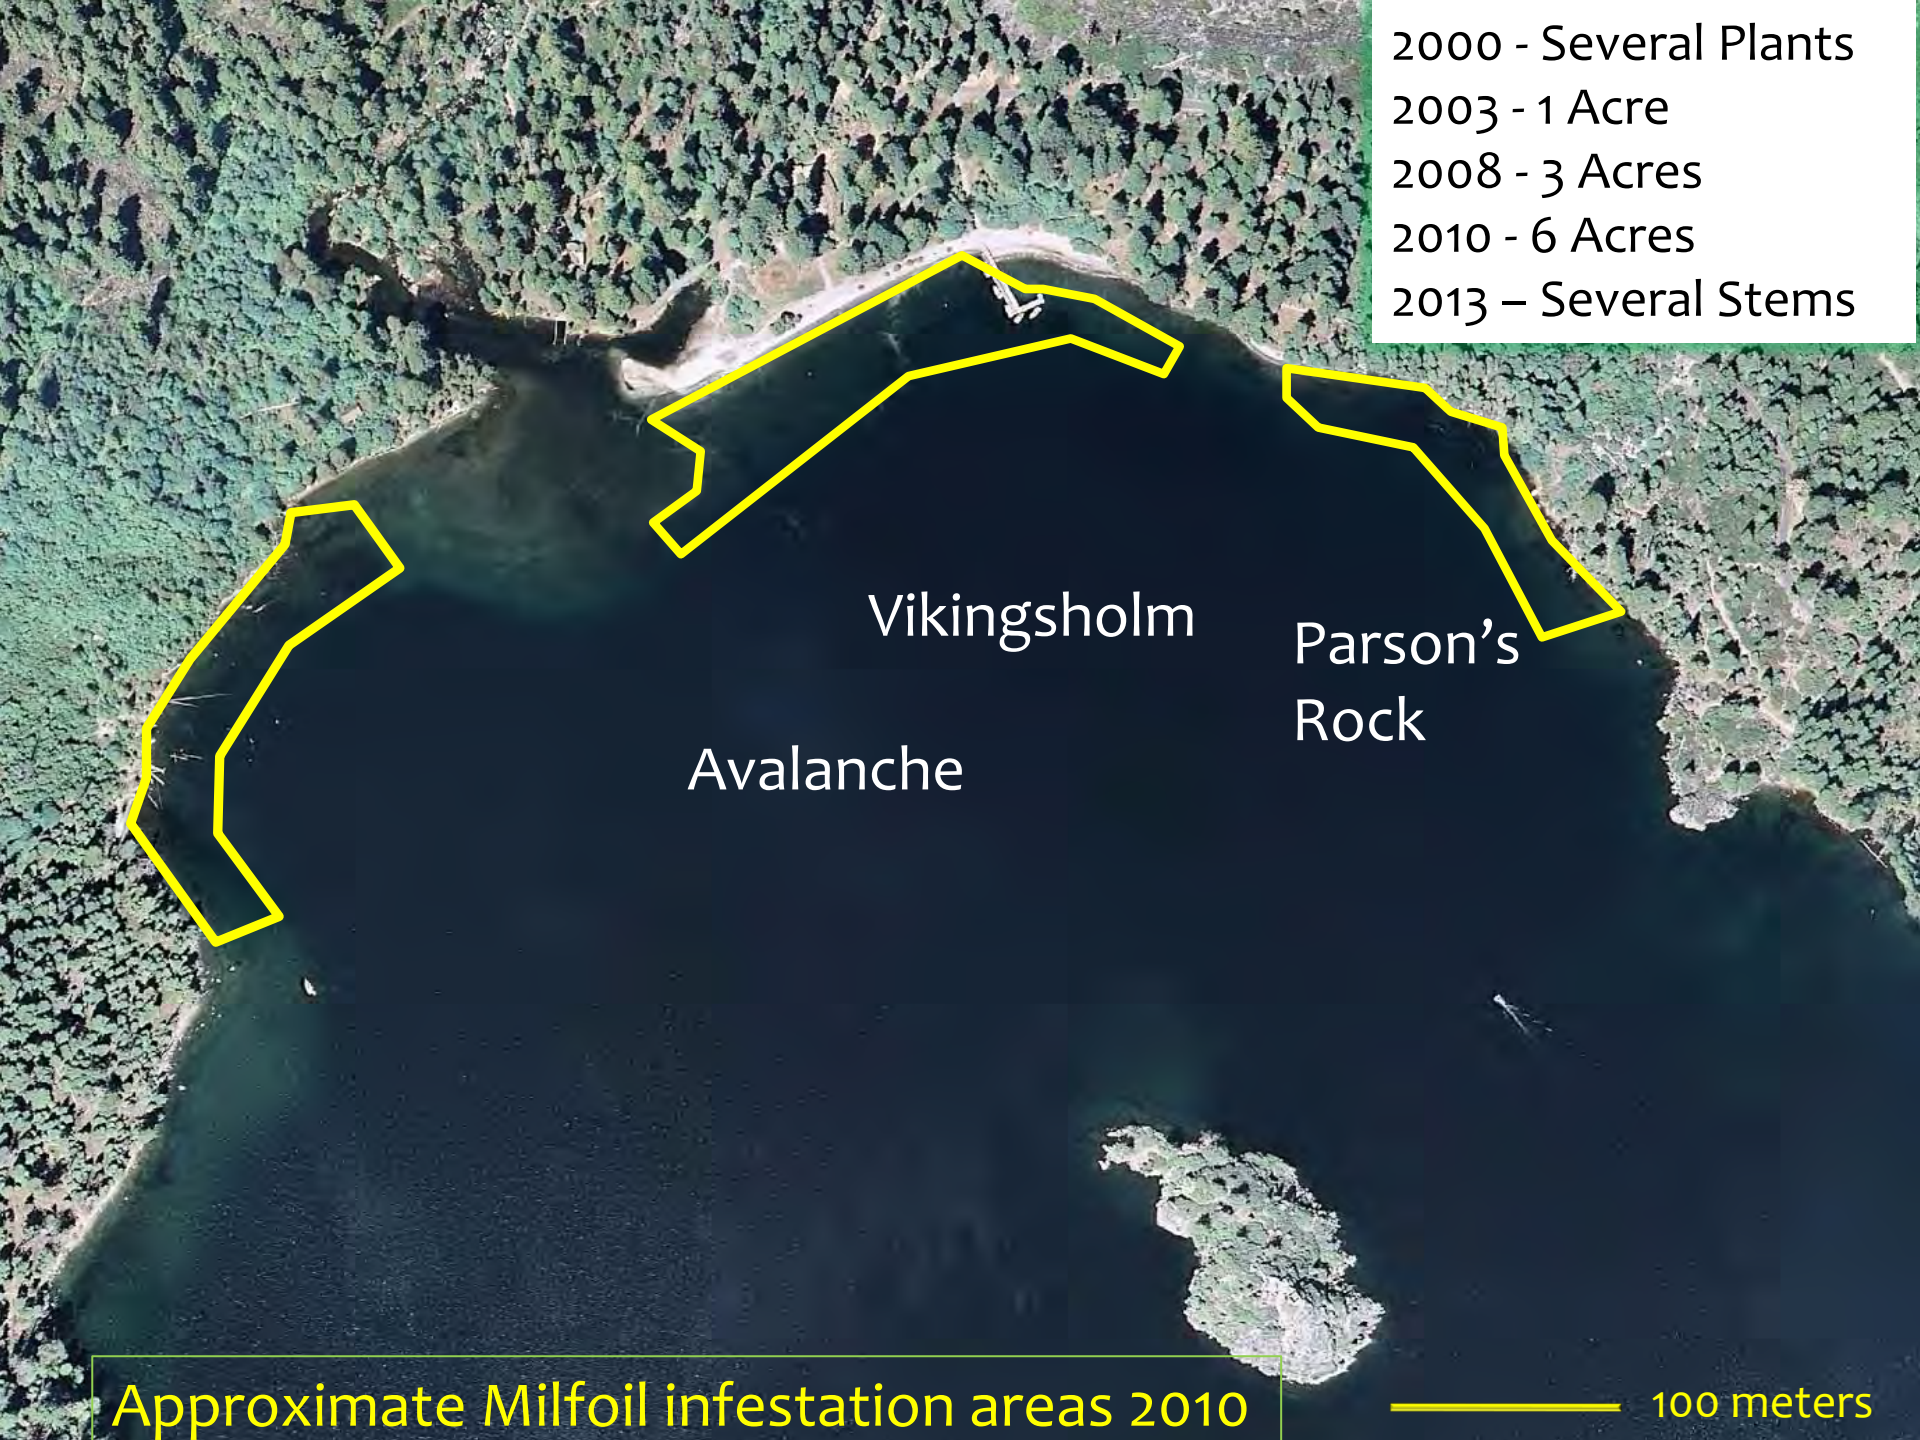 2000 - Several Plants
2003 - 1 Acre
2008 - 3 Acres
2010 - 6 Acres
2013 – Several Stems
Vikingsholm
Parson’s
Rock
Avalanche
Approximate Milfoil infestation areas 2010
100 meters